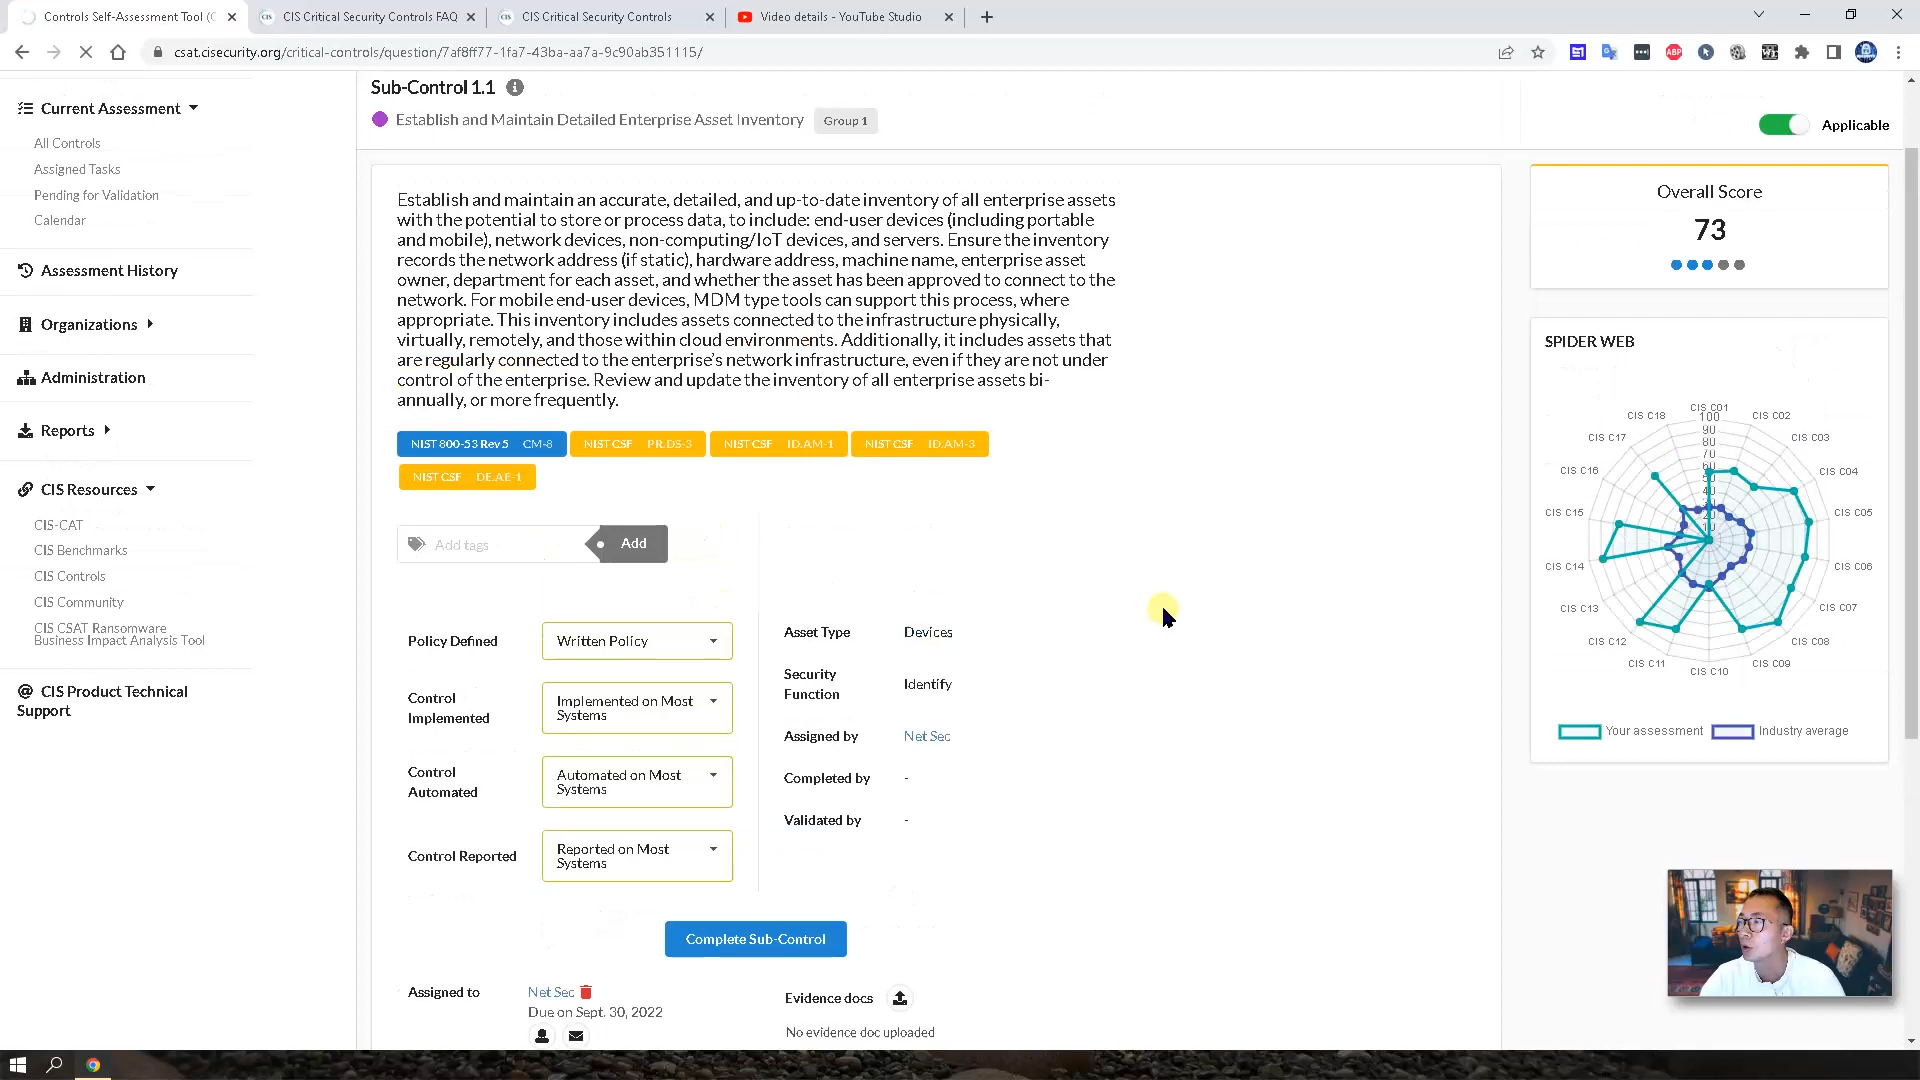 Controls Self-Assessment Tool (C
CIS Critical Security Controls FAQ
CIS Critical Security Controls
Video details - YouTube Studio
csat.cisecurity.org/critical-controls/question/7af8ff77-1fa7-43ba-aa7a-9c90ab351115/
Current Assessment
All Controls
Assigned Tasks
Pending for Validation
Calendar
Assessment History
Organizations
Administration
Reports
CIS Resources
CIS-CAT
CIS Benchmarks
CIS Controls
CIS Community
CIS CSAT Ransomware
Business Impact Analysis Tool
CIS Product Technical
Support
Sub-Control 1.1
Establish and Maintain Detailed Enterprise Asset Inventory
Group 1
Applicable
Establish and maintain an accurate, detailed, and up-to-date inventory of all enterprise assets
with the potential to store or process data, to include: end-user devices (including portable
and mobile), network devices, non-computing/IoT devices, and servers. Ensure the inventory
records the network address (if static), hardware address, machine name, enterprise asset
owner, department for each asset, and whether the asset has been approved to connect to the
network. For mobile end-user devices, MDM type tools can support this process, where
appropriate. This inventory includes assets connected to the infrastructure physically,
virtually, remotely, and those within cloud environments. Additionally, it includes assets that
are regularly connected to the enterprise's network infrastructure, even if they are not under
control of the enterprise. Review and update the inventory of all enterprise assets bi-
annually, or more frequently.
NIST 800-53 Rev 5 CM-8
NIST CSF PR.DS-3
NIST CSF ID.AM-1
NIST CSF ID.AM-3
NIST CSF DE.AE-1
Add tags
Add
Policy Defined
Written Policy
Control
Implemented
Implemented on Most
Systems
Control
Automated
Automated on Most
Systems
Control Reported
Reported on Most
Systems
Asset Type
Devices
Security
Function
Identify
Assigned by
Net Sec
Completed by
-
Validated by
-
Complete Sub-Control
Assigned to
Net Sec
Due on Sept. 30, 2022
Evidence docs
No evidence doc uploaded
Overall Score
73
SPIDER WEB
CIS C01
CIS C02
CIS C03
CIS C04
CIS C05
CIS C06
CIS C07
CIS C08
CIS C09
CIS C10
CIS C11
CIS C12
CIS C13
CIS C14
CIS C15
CIS C16
CIS C17
CIS C18
100
90
80
70
60
50
40
30
20
10
Your assessment
Industry average